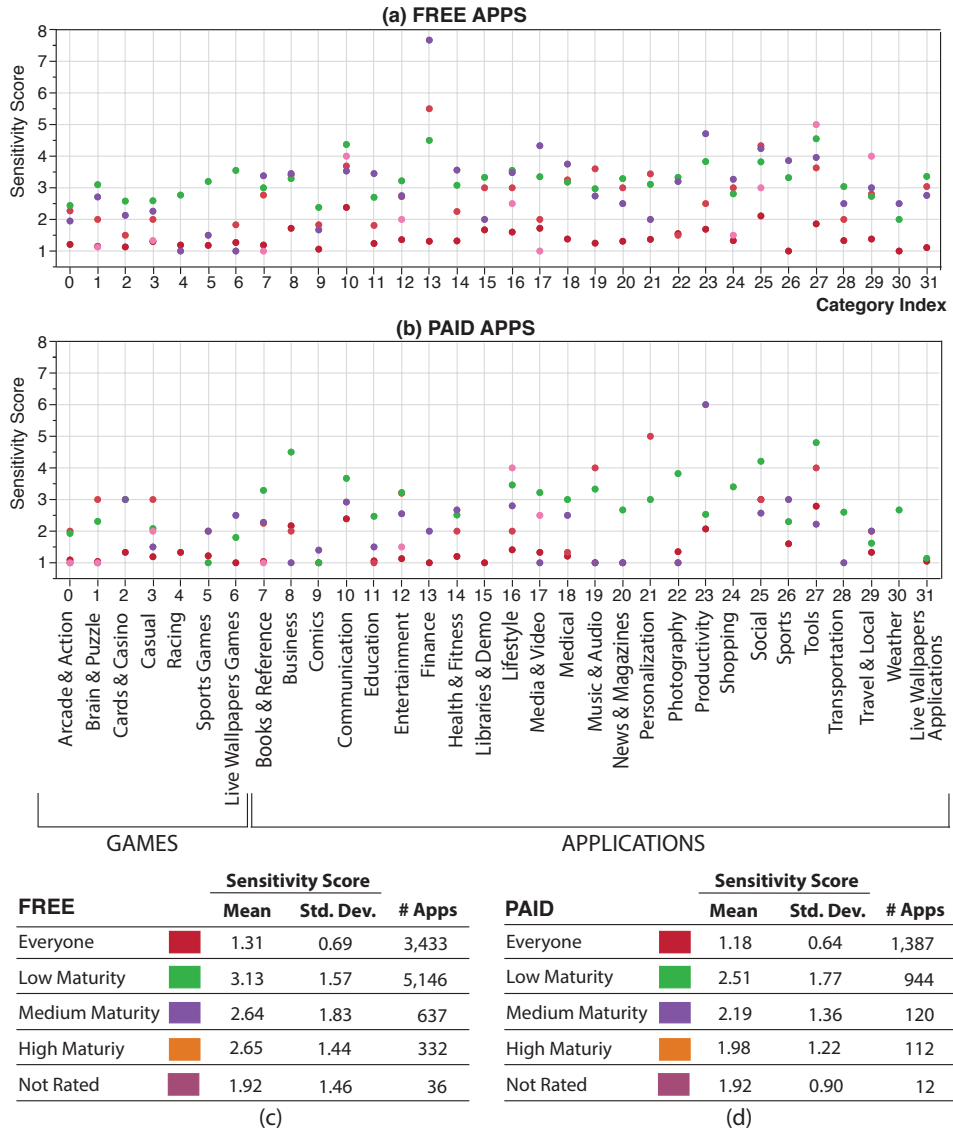 (a) FREE APPS
Sensitivity Score
8
7
6
5
4
3
2
1
0 1 2 3 4 5 6 7 8 9 10 11 12 13 14 15 16 17 18 19 20 21 22 23 24 25 26 27 28 29 30 31
Category Index
(b) PAID APPS
Sensitivity Score
8
7
6
5
4
3
2
1
0 1 2 3 4 5 6 7 8 9 10 11 12 13 14 15 16 17 18 19 20 21 22 23 24 25 26 27 28 29 30 31
Arcade & Action
Brain & Puzzle
Cards & Casino
Casual
Racing
Sports Games
Live Wallpapers Games
Books & Reference
Business
Comics
Communication
Education
Entertainment
Finance
Health & Fitness
Libraries & Demo
Lifestyle
Media & Video
Medical
Music & Audio
News & Magazines
Personalization
Photography
Productivity
Shopping
Social
Sports
Tools
Transportation
Travel & Local
Weather
Live Wallpapers
Applications
GAMES
APPLICATIONS
Sensitivity Score
FREE Mean Std. Dev. # Apps
Everyone 1.31 0.69 3,433
Low Maturity 3.13 1.57 5,146
Medium Maturity 2.64 1.83 637
High Maturiy 2.65 1.44 332
Not Rated 1.92 1.46 36
(c)
Sensitivity Score
PAID Mean Std. Dev. # Apps
Everyone 1.18 0.64 1,387
Low Maturity 2.51 1.77 944
Medium Maturity 2.19 1.36 120
High Maturiy 1.98 1.22 112
Not Rated 1.92 0.90 12
(d)